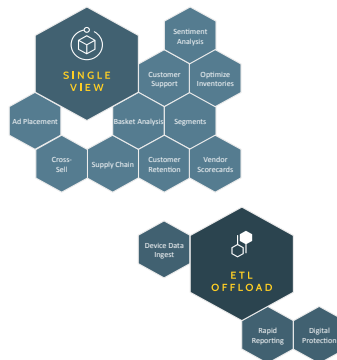 Sentiment
Analysis
SINGLE
VIEW
Customer
Support
Optimize
Inventories
Ad Placement
Basket Analysis
Segments
Cross-
Sell
Supply Chain
Customer
Retention
Vendor
Scorecards
Device Data
Ingest
ETL
OFFLOAD
Rapid
Reporting
Digital
Protection